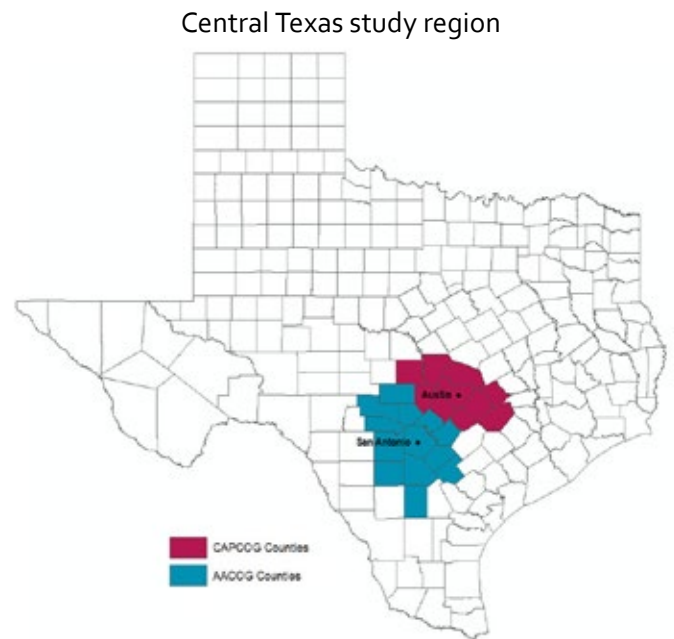 Central Texas study region
Austin
San Antonio
CAPCOG Counties
AACOG Counties